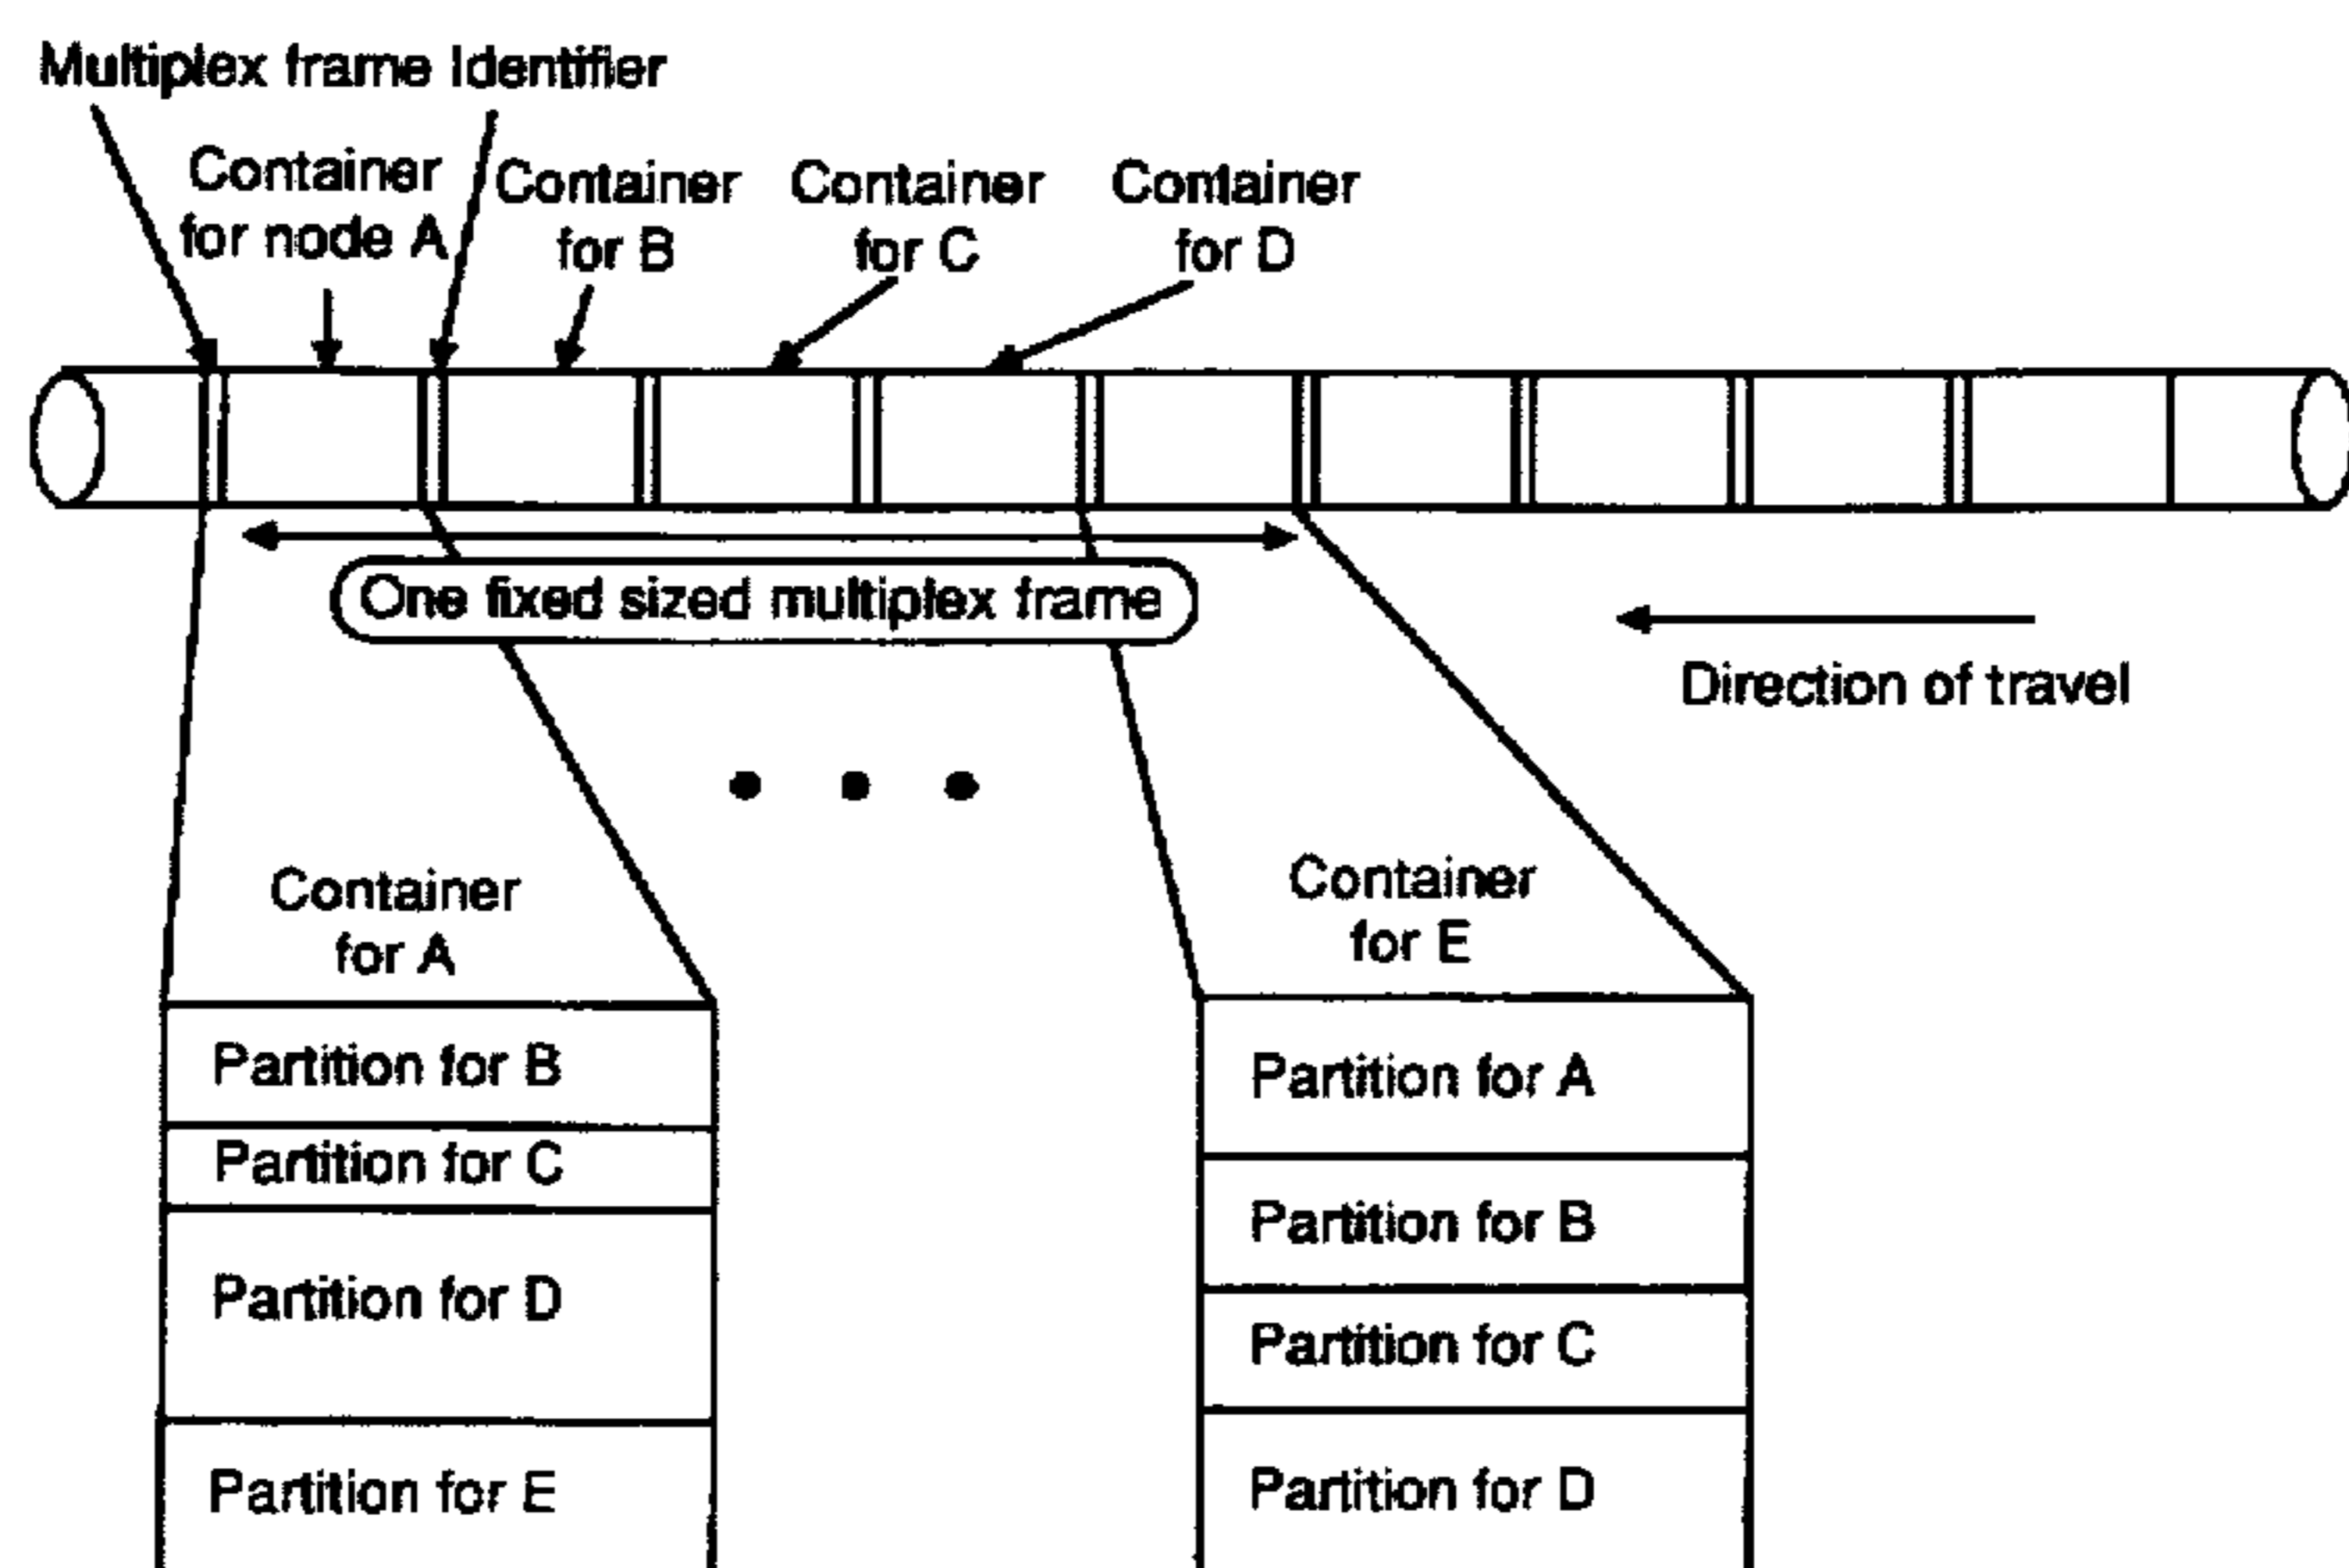 Multiplex frame Identifier
Container
for node A
Container
for B
Container
for C
Container
for D
One fixed sized multiplex frame
Direction of travel
Container
for A
Partition for B
Partition for C
Partition for D
Partition for E
Container
for E
Partition for A
Partition for B
Partition for C
Partition for D